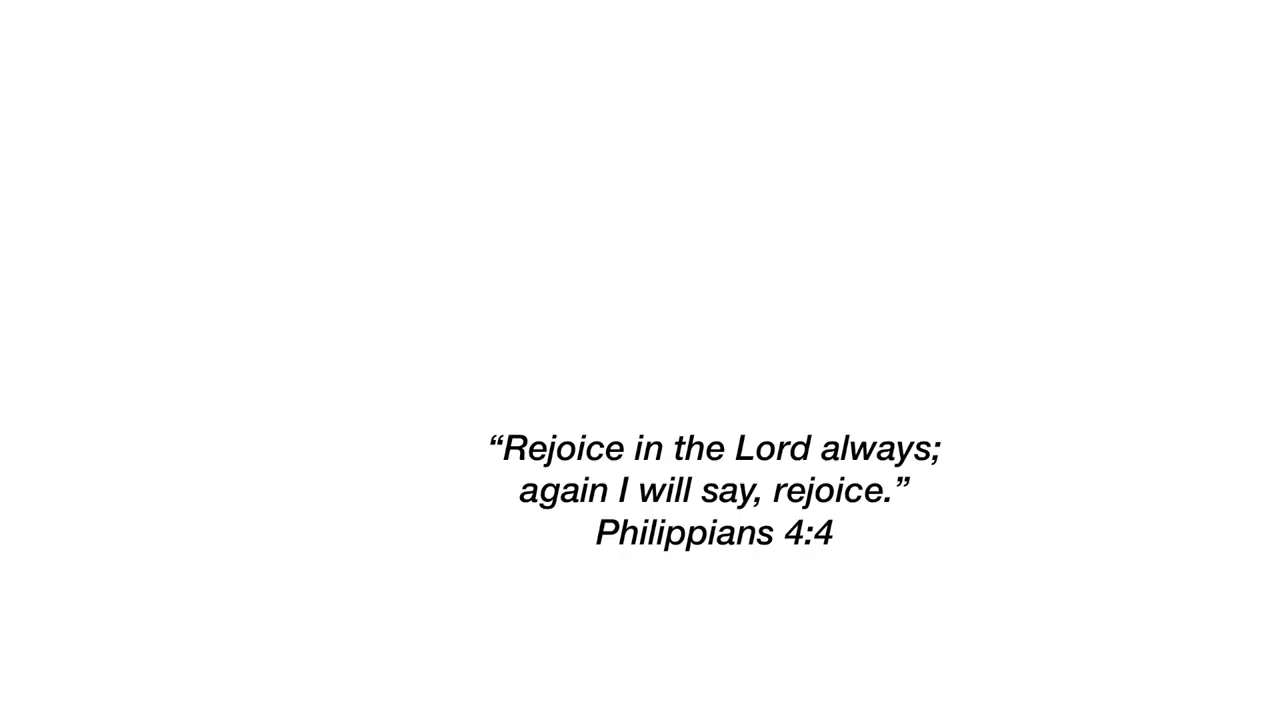 “Rejoice in the Lord always;
again I will say, rejoice.”
Philippians 4:4